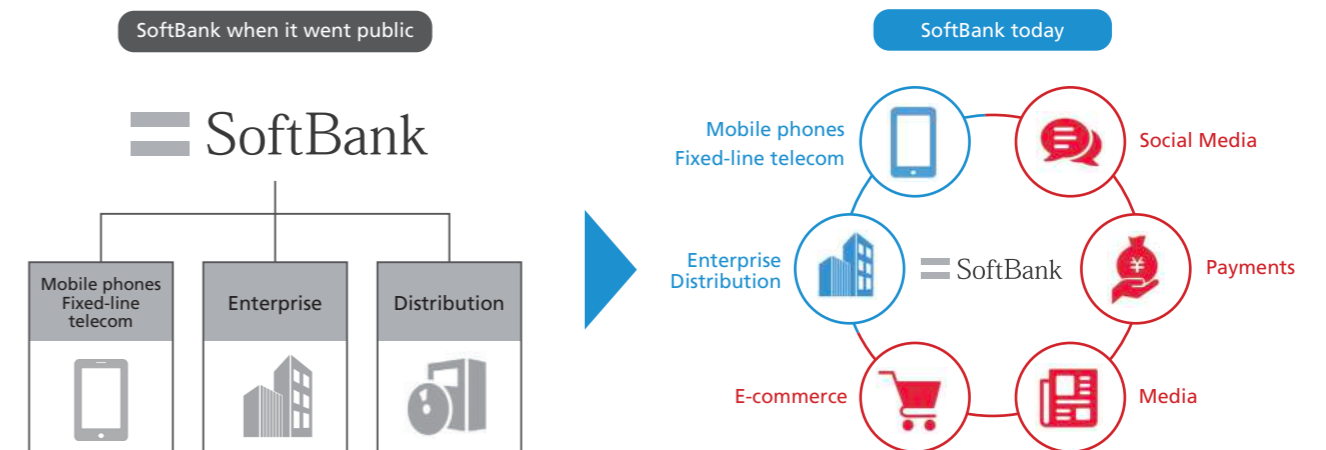 SoftBank when it went public
SoftBank
Mobile phones
Fixed-line
telecom
Enterprise
Distribution
SoftBank today
Mobile phones
Fixed-line telecom
Social Media
Enterprise
Distribution
SoftBank
¥
Payments
E-commerce
Media